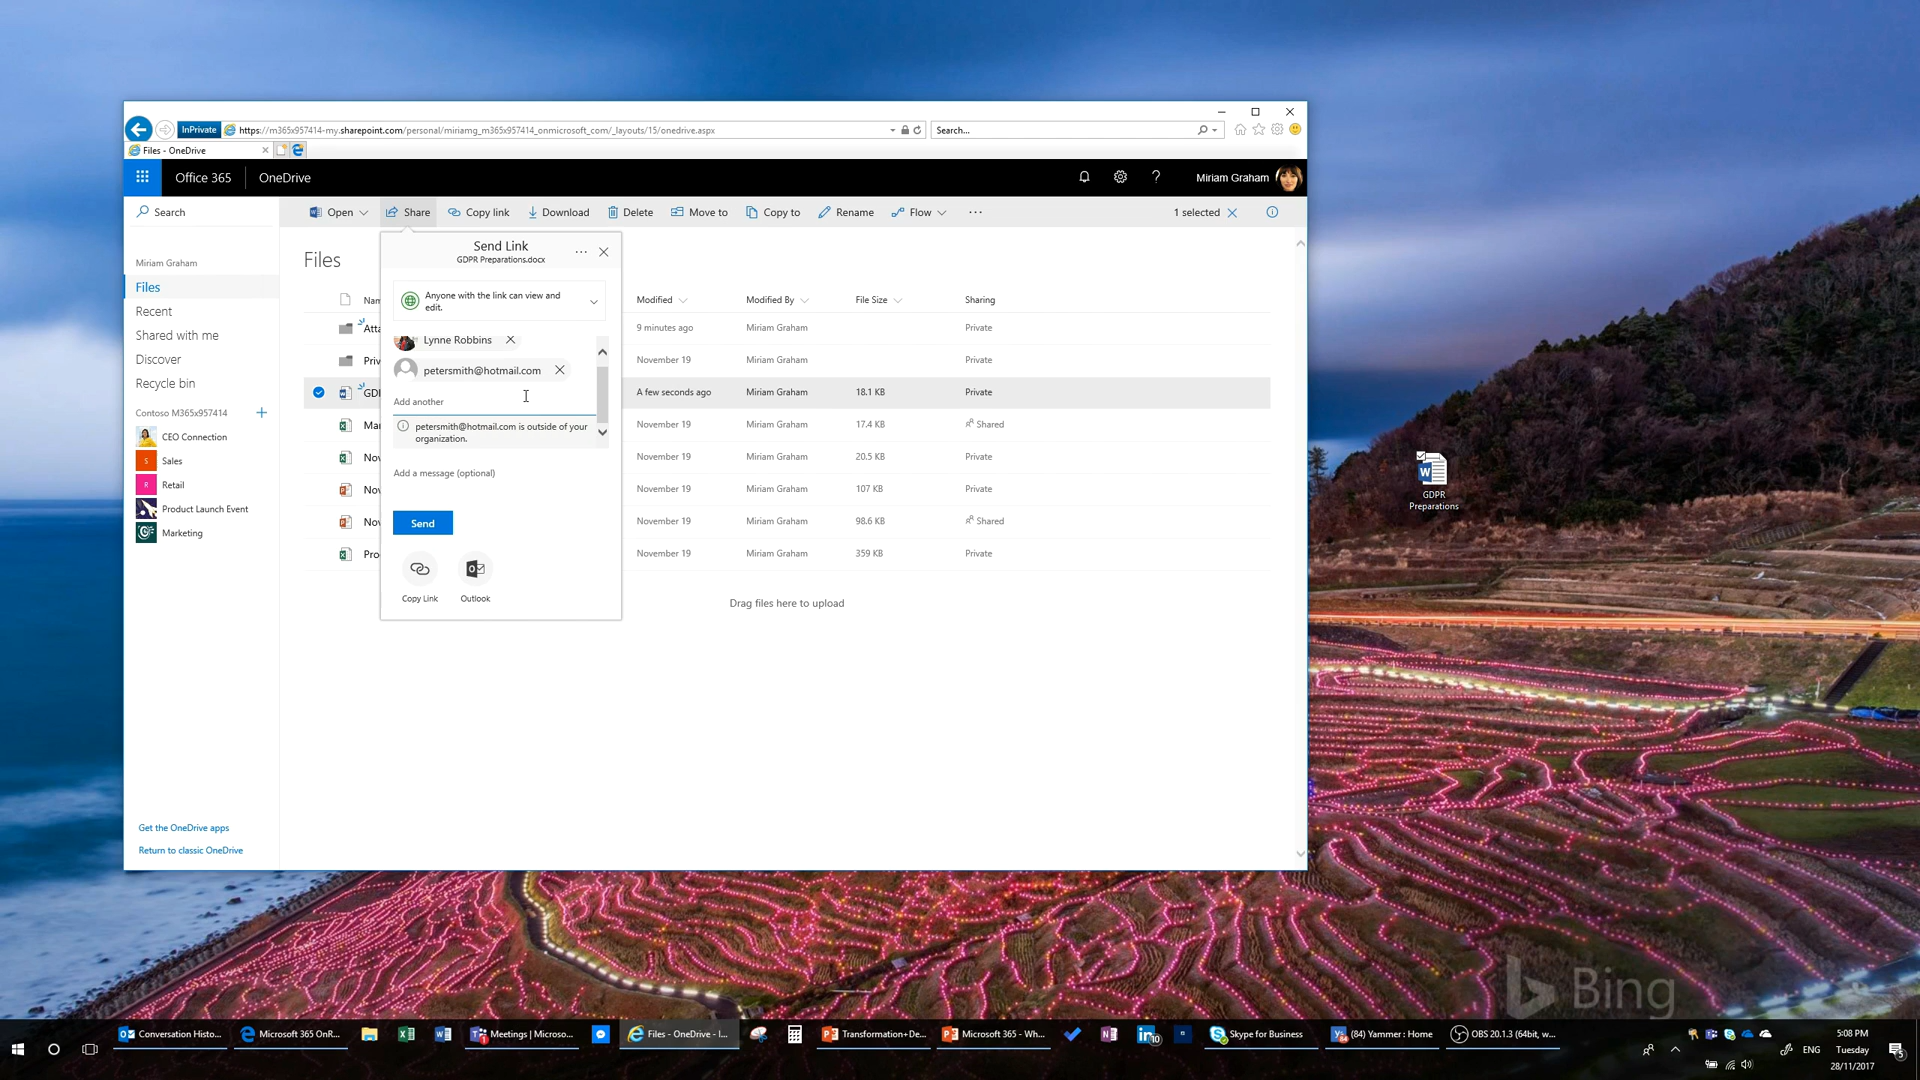 InPrivate
https://m365x957414-my.sharepoint.com/personal/miriamg_m365x957414_onmicrosoft_com/_layouts/15/onedrive.aspx
Search...
Files - OneDrive
Office 365
OneDrive
Miriam Graham
Search
Open
Share
Copy link
Download
Delete
Move to
Copy to
Rename
Flow
1 selected
Miriam Graham
Files
Recent
Shared with me
Discover
Recycle bin
Contoso M365x957414
CEO Connection
S Sales
R Retail
Product Launch Event
Marketing
Get the OneDrive apps
Return to classic OneDrive
Files
Modified
Modified By
File Size
Sharing
Atta 9 minutes ago Miriam Graham Private
Priv November 19 Miriam Graham Private
A few seconds ago Miriam Graham 18.1 KB Private
Mar November 19 Miriam Graham 17.4 KB Shared
Nov November 19 Miriam Graham 20.5 KB Private
Nov November 19 Miriam Graham 107 KB Private
Nov November 19 Miriam Graham 98.6 KB Shared
Pro November 19 Miriam Graham 359 KB Private
Drag files here to upload
Send Link
GDPR Preparations.docx
Anyone with the link can view and
edit.
Lynne Robbins
petersmith@hotmail.com
Add another
petersmith@hotmail.com is outside of your
organization.
Add a message (optional)
Send
Copy Link
Outlook
GDPR
Preparations
Bing
Conversation Histo...
Microsoft 365 OnR...
Meetings | Microso...
Files - OneDrive - I...
Transformation+De...
Microsoft 365 - Wh...
10
Skype for Business
(84) Yammer : Home
OBS 20.1.3 (64bit, w...
ENG
5:08 PM
Tuesday
28/11/2017
5